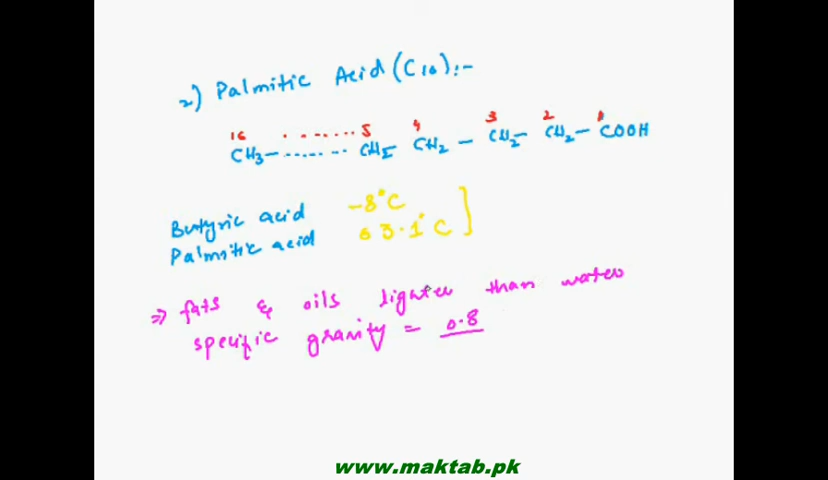 2) Palmitic Acid (C16):-
16 ....... 5 4 3 2 1
CH3-.......CH2 CH2 - CH2- CH2- COOH
Butyric acid -8°C
Palmitic acid 63.1°C
⇒ fats & oils lighter than water
specific gravity = 0.8
www.maktab.pk